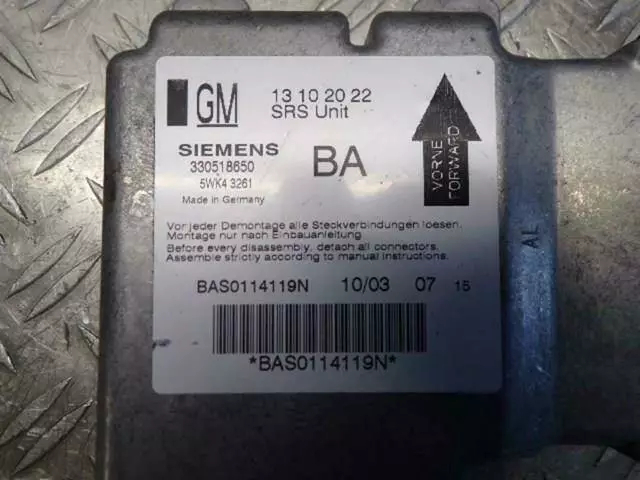 GM
13 10 20 22
SRS Unit
SIEMENS
330518650
5WK4 3261
Made in Germany
BA
VORNE
FORWARD
Vor jeder Demontage alle Steckverbindungen loesen.
Montage nur nach Einbauanleitung.
Before every disassembly, detach all connectors.
Assemble strictly according to manual instructions.
BAS0114119N 10/03 07 15
*BAS0114119N*
AL